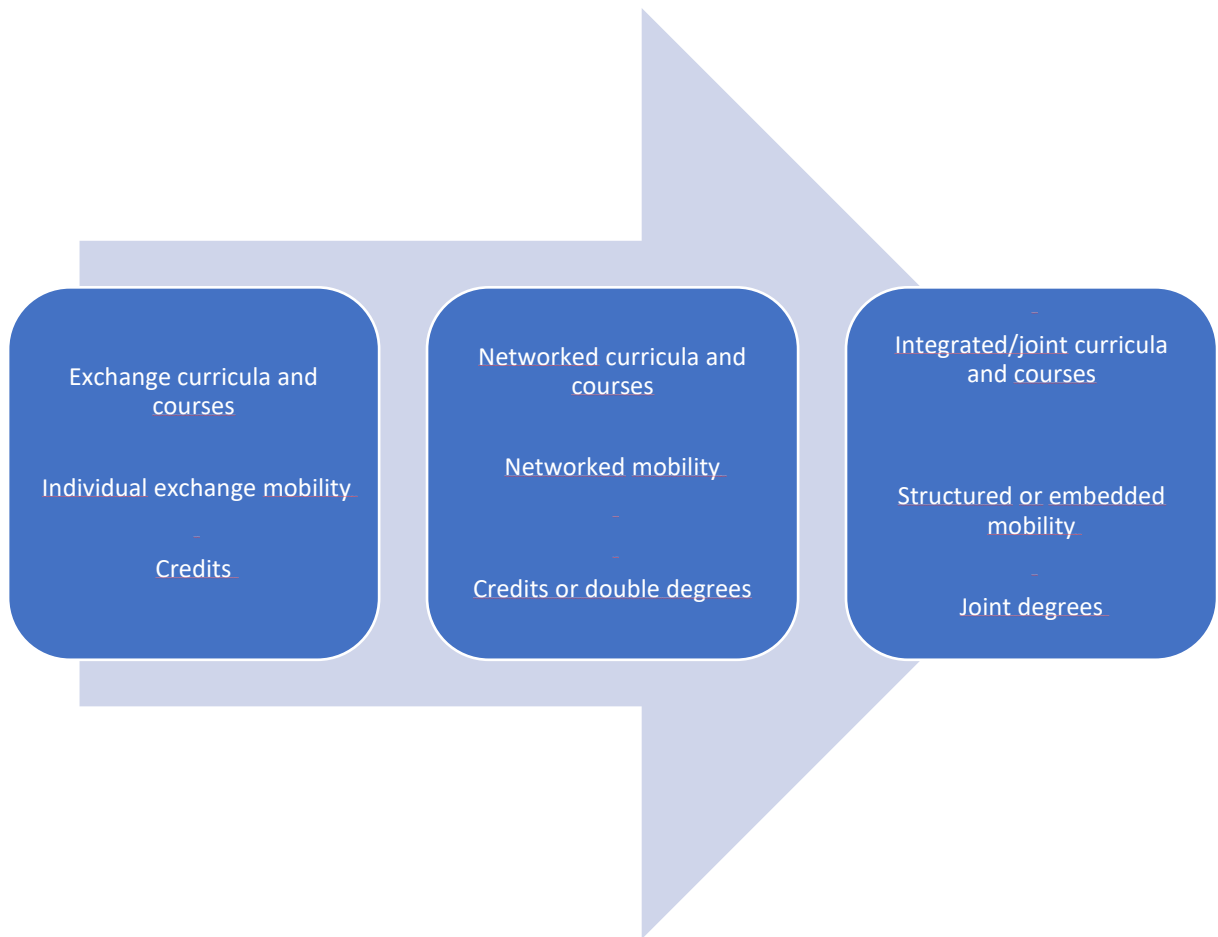 Exchange curricula and
courses
Individual exchange mobility
Credits
Networked curricula and
courses
Networked mobility
Credits or double degrees
Integrated/joint curricula
and courses
Structured or embedded
mobility
Joint degrees